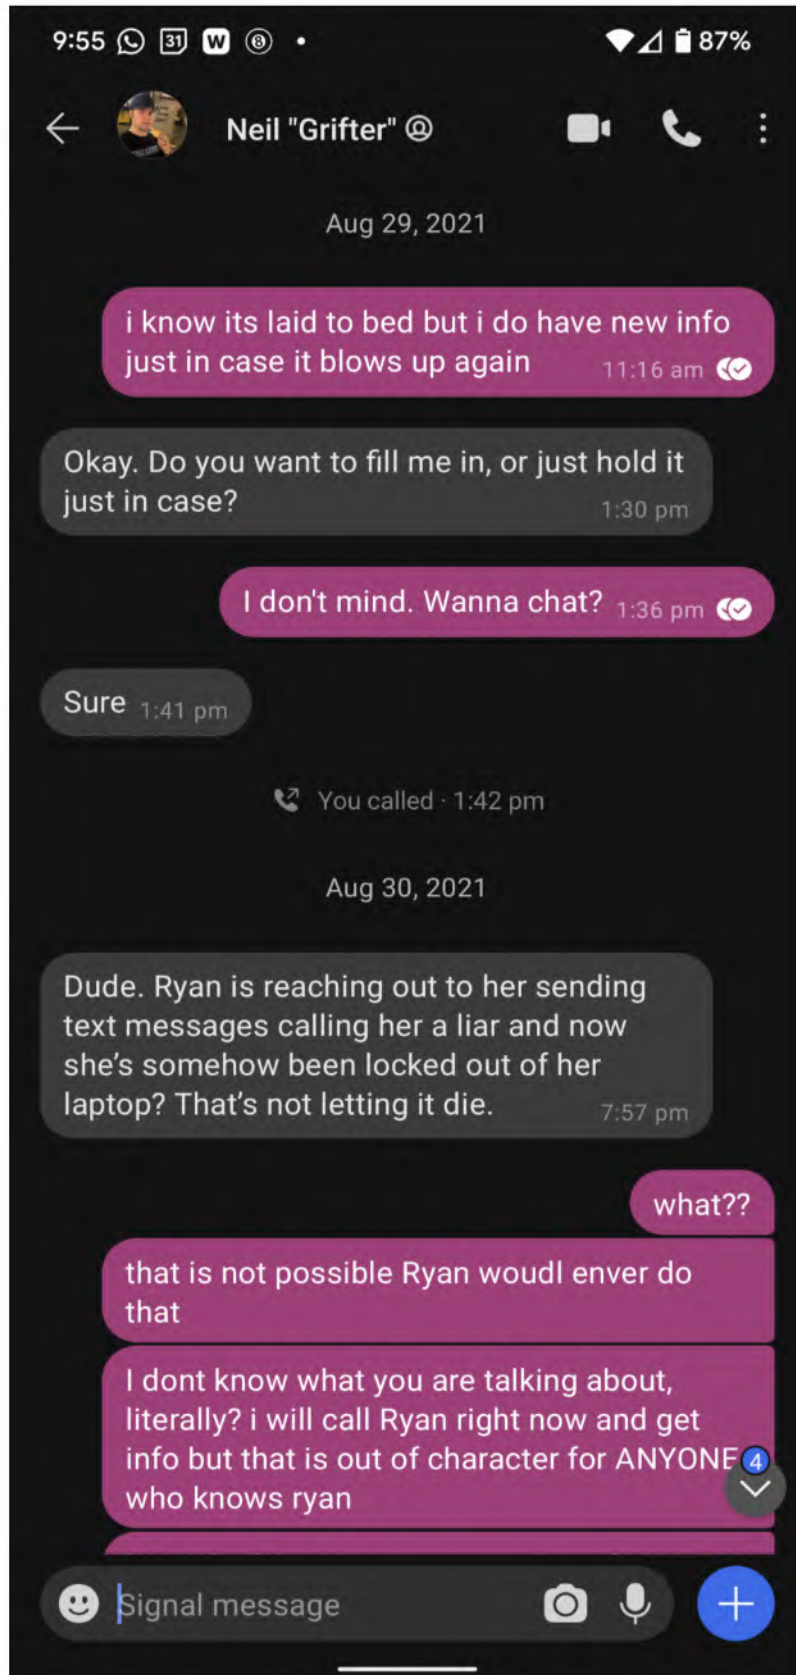 9:55 31 W 8 87%
Neil "Grifter"
Aug 29, 2021
i know its laid to bed but i do have new info
just in case it blows up again 11:16 am
Okay. Do you want to fill me in, or just hold it
just in case? 1:30 pm
I don't mind. Wanna chat? 1:36 pm
Sure 1:41 pm
You called · 1:42 pm
Aug 30, 2021
Dude. Ryan is reaching out to her sending
text messages calling her a liar and now
she's somehow been locked out of her
laptop? That's not letting it die. 7:57 pm
what??
that is not possible Ryan woudl enver do
that
I dont know what you are talking about,
literally? i will call Ryan right now and get
info but that is out of character for ANYONE
4
who knows ryan
Signal message